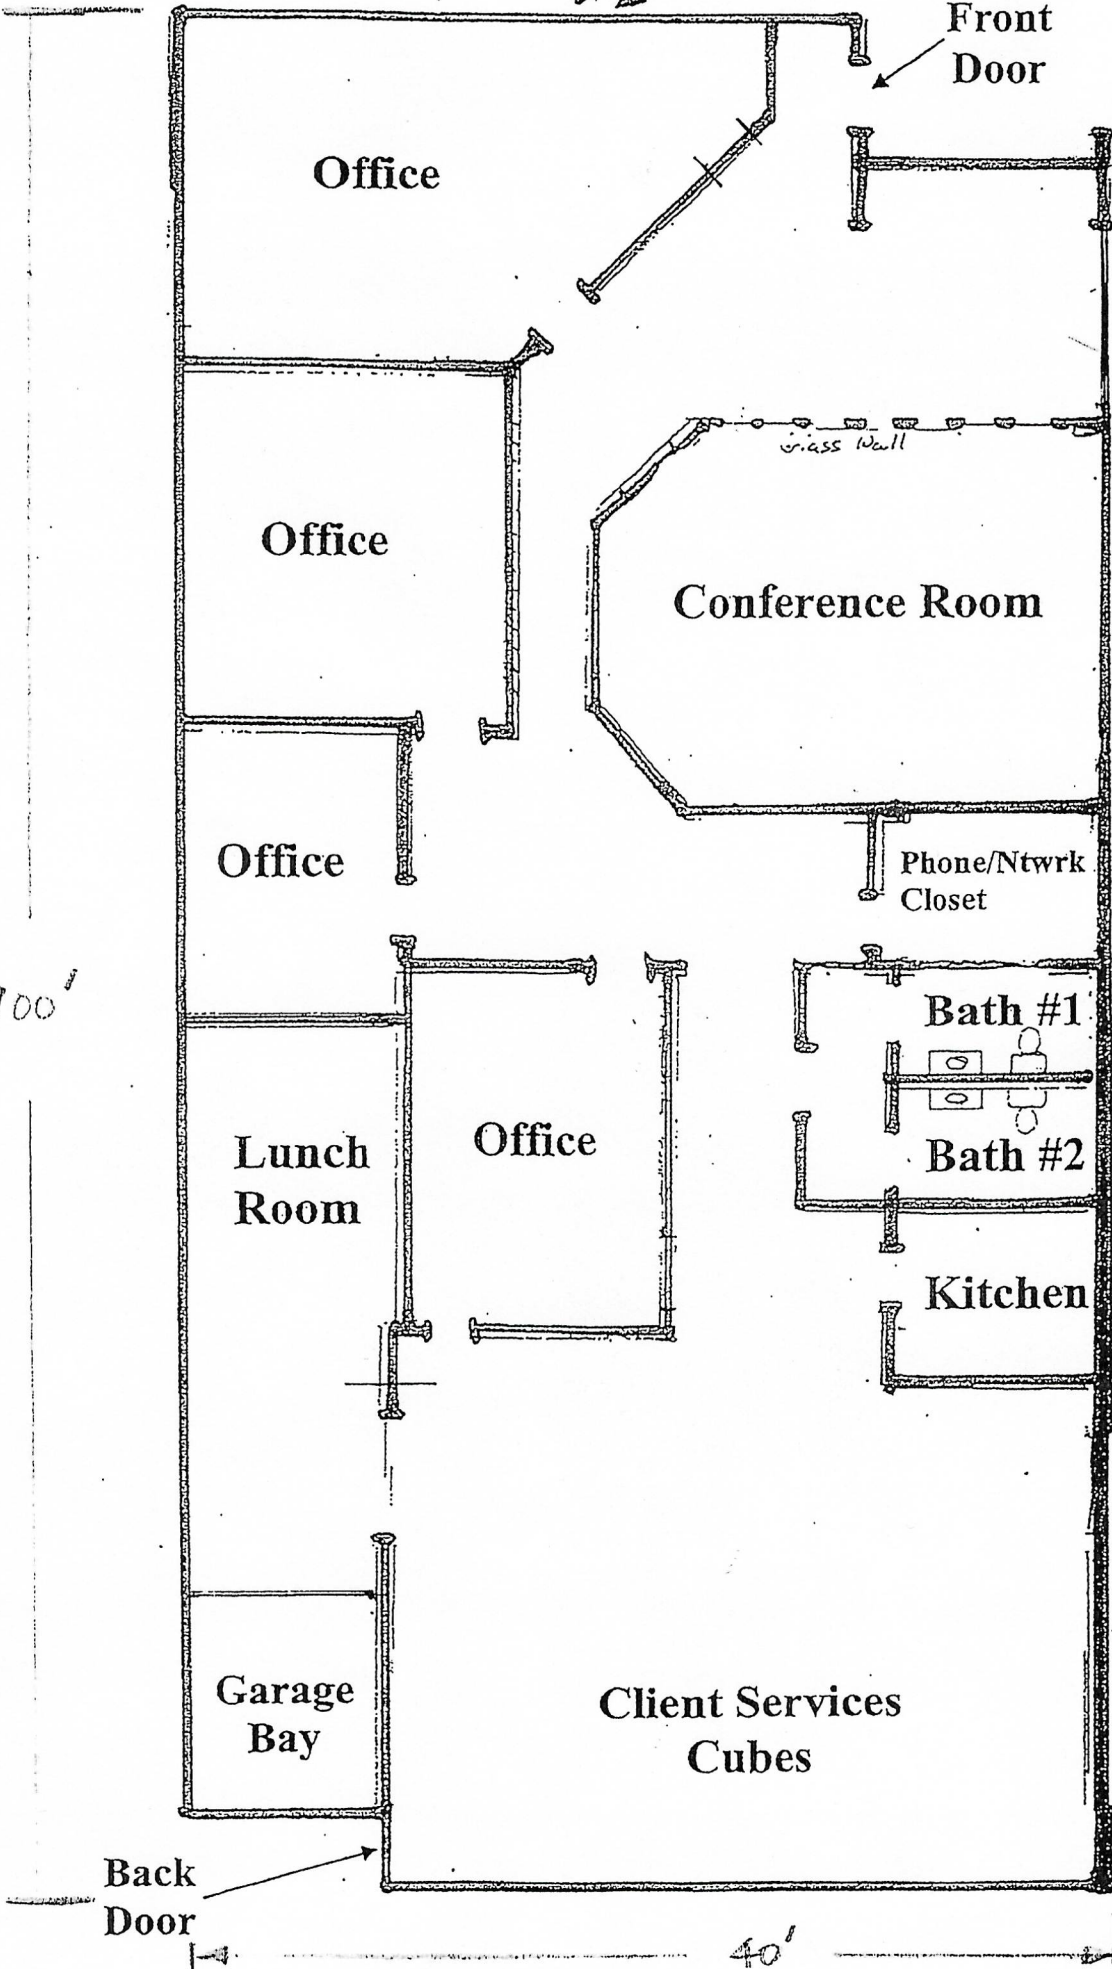 Front
Door
Office
Glass Wall
Office
Conference Room
Office
Phone/Ntwrk
Closet
100'
Bath #1
Office
Lunch
Room
Bath #2
Kitchen
Garage
Bay
Client Services
Cubes
Back
Door
40'